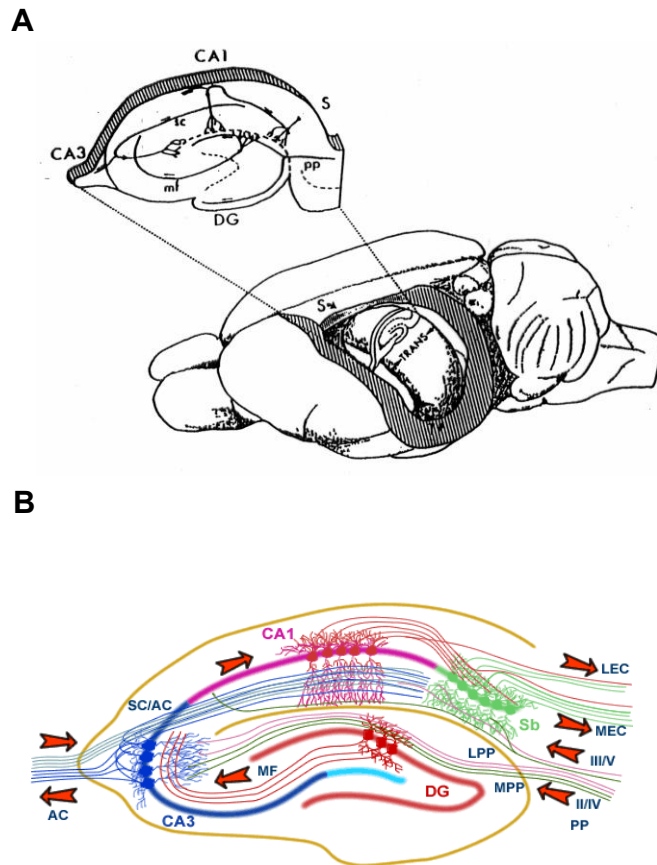 A
CA1
S
sc
CA3
pp
mf
DG
S
TRANS
B
CA1
LEC
SC/AC
Sb
MEC
LPP
III/V
MF
MPP
DG
II/IV
AC
CA3
PP